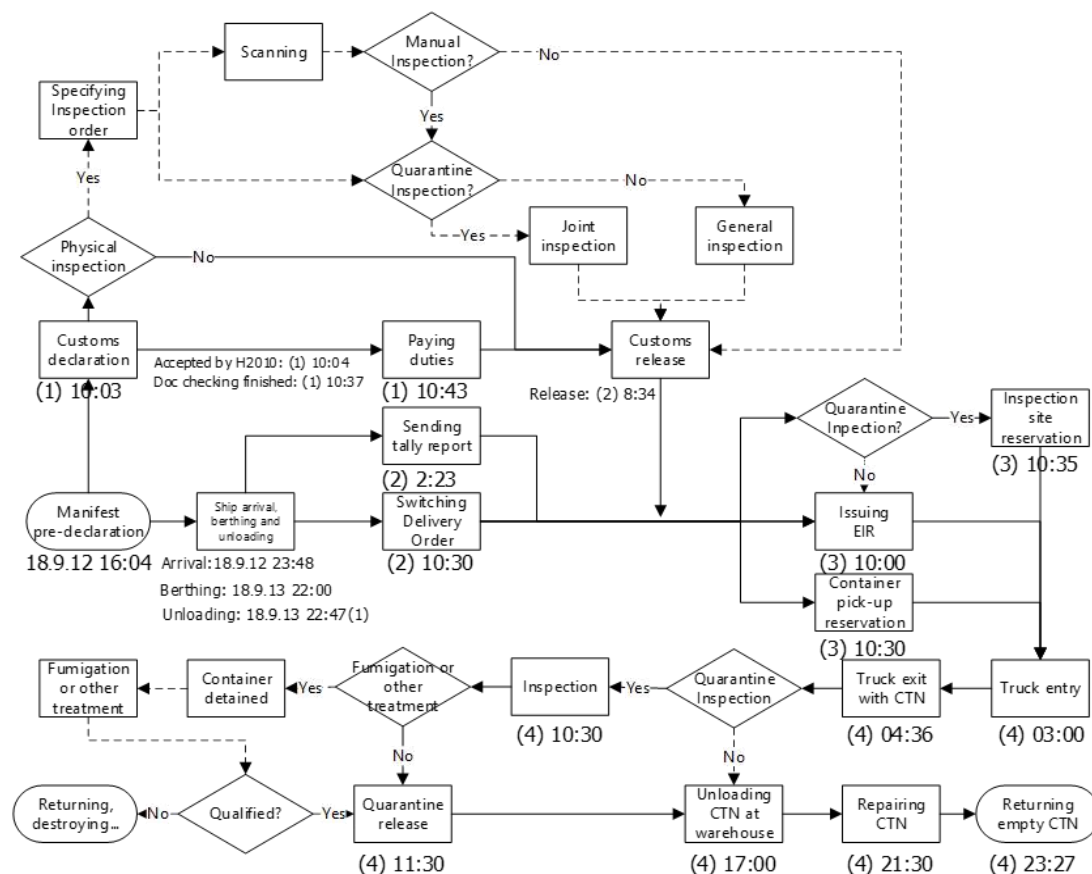 Scanning
Manual
Inspection?
No
Specifying
Inspection
order
Yes
Yes
Quarantine
Inspection?
No
Yes
Joint
inspection
General
inspection
Physical
inspection
No
Customs
declaration
(1) 10:03
Accepted by H2010: (1) 10:04
Doc checking finished: (1) 10:37
Paying
duties
(1) 10:43
Customs
release
Release: (2) 8:34
Sending
tally report
(2) 2:23
Quarantine
Inpection?
Yes
Inspection
site
reservation
(3) 10:35
No
Manifest
pre-declaration
18.9.12 16:04
Ship arrival,
berthing and
unloading
Arrival:18.9.12 23:48
Berthing: 18.9.13 22:00
Unloading: 18.9.13 22:47(1)
Switching
Delivery
Order
(2) 10:30
Issuing
EIR
(3) 10:00
Container
pick-up
reservation
(3) 10:30
Fumigation or
other
treatment
Container
detained
Yes
Fumigation or
other
treatment
Inspection
(4) 10:30
Yes
Quarantine
Inspection
Truck exit
with CTN
(4) 04:36
Truck entry
(4) 03:00
No
No
Returning,
destroying...
No
Qualified?
Yes
Quarantine
release
(4) 11:30
Unloading
CTN at
warehouse
(4) 17:00
Repairing
CTN
(4) 21:30
Returning
empty CTN
(4) 23:27